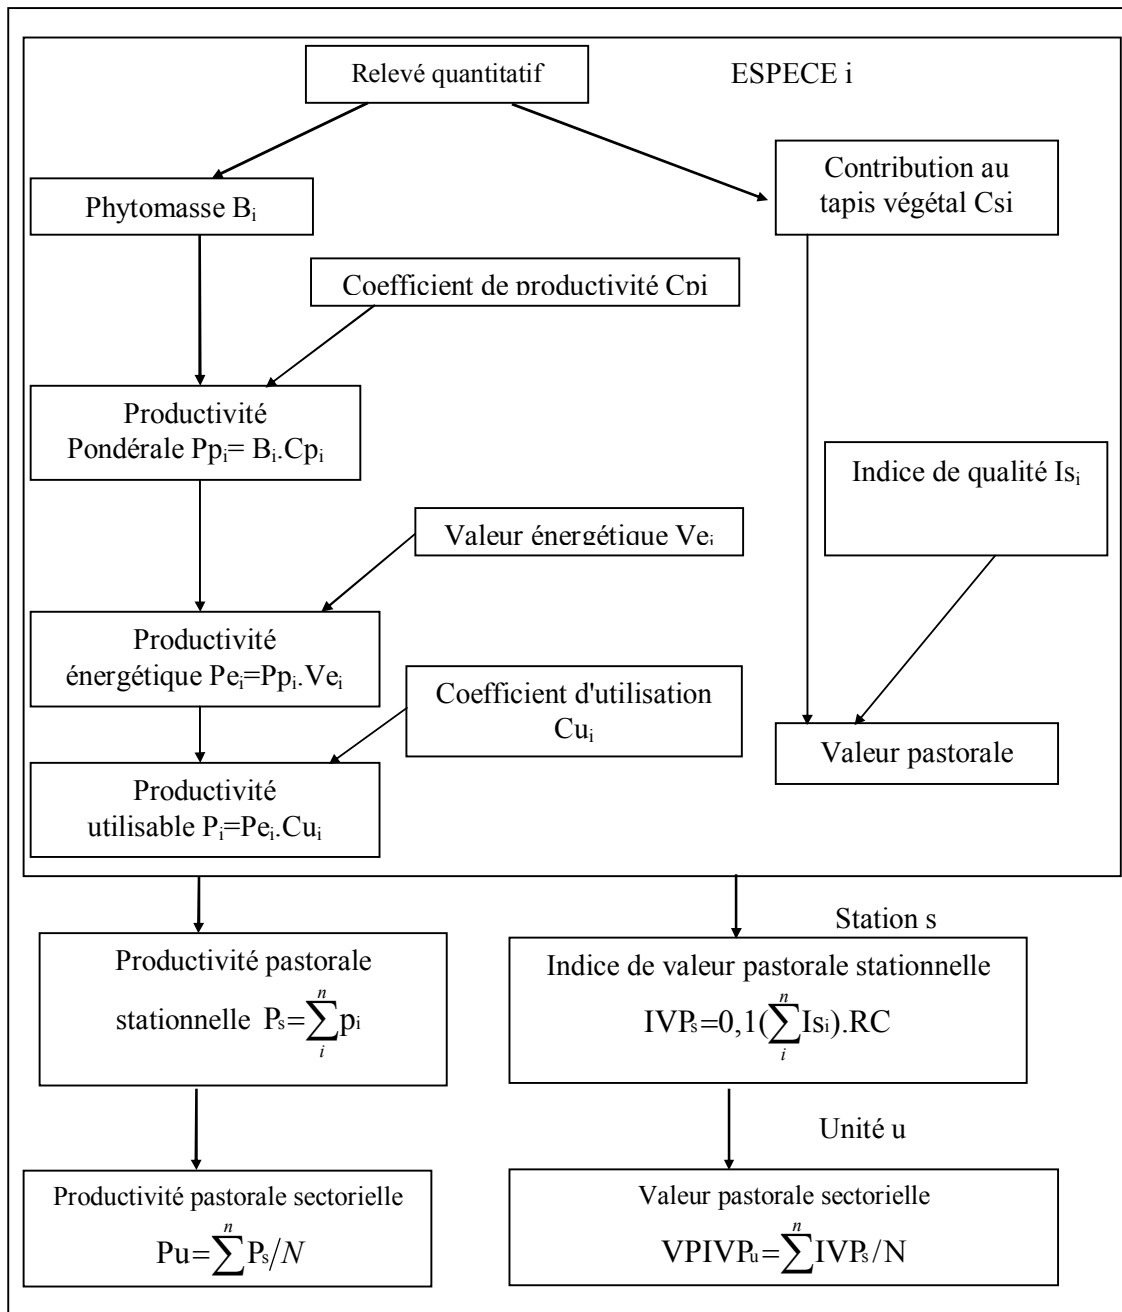 Relevé quantitatif
ESPECE i
Contribution au
tapis végétal Csi
Phytomasse Bᵢ
Coefficient de productivité Cpi
Productivité
Pondérale Ppᵢ= Bᵢ.Cpᵢ
Indice de qualité Isᵢ
Valeur énergétique Veᵢ
Productivité
énergétique Peᵢ=Ppᵢ.Veᵢ
Coefficient d'utilisation
Cuᵢ
Valeur pastorale
Productivité
utilisable Pᵢ=Peᵢ.Cuᵢ
Station s
Productivité pastorale
stationnelle Pₛ=∑ⁿᵢ pᵢ
Indice de valeur pastorale stationnelle
IVPₛ=0,1(∑ⁿᵢ Isᵢ).RC
Unité u
Productivité pastorale sectorielle
Pu=∑ⁿ Pₛ/N
Valeur pastorale sectorielle
VPIVPᵤ=∑ⁿ IVPₛ/N